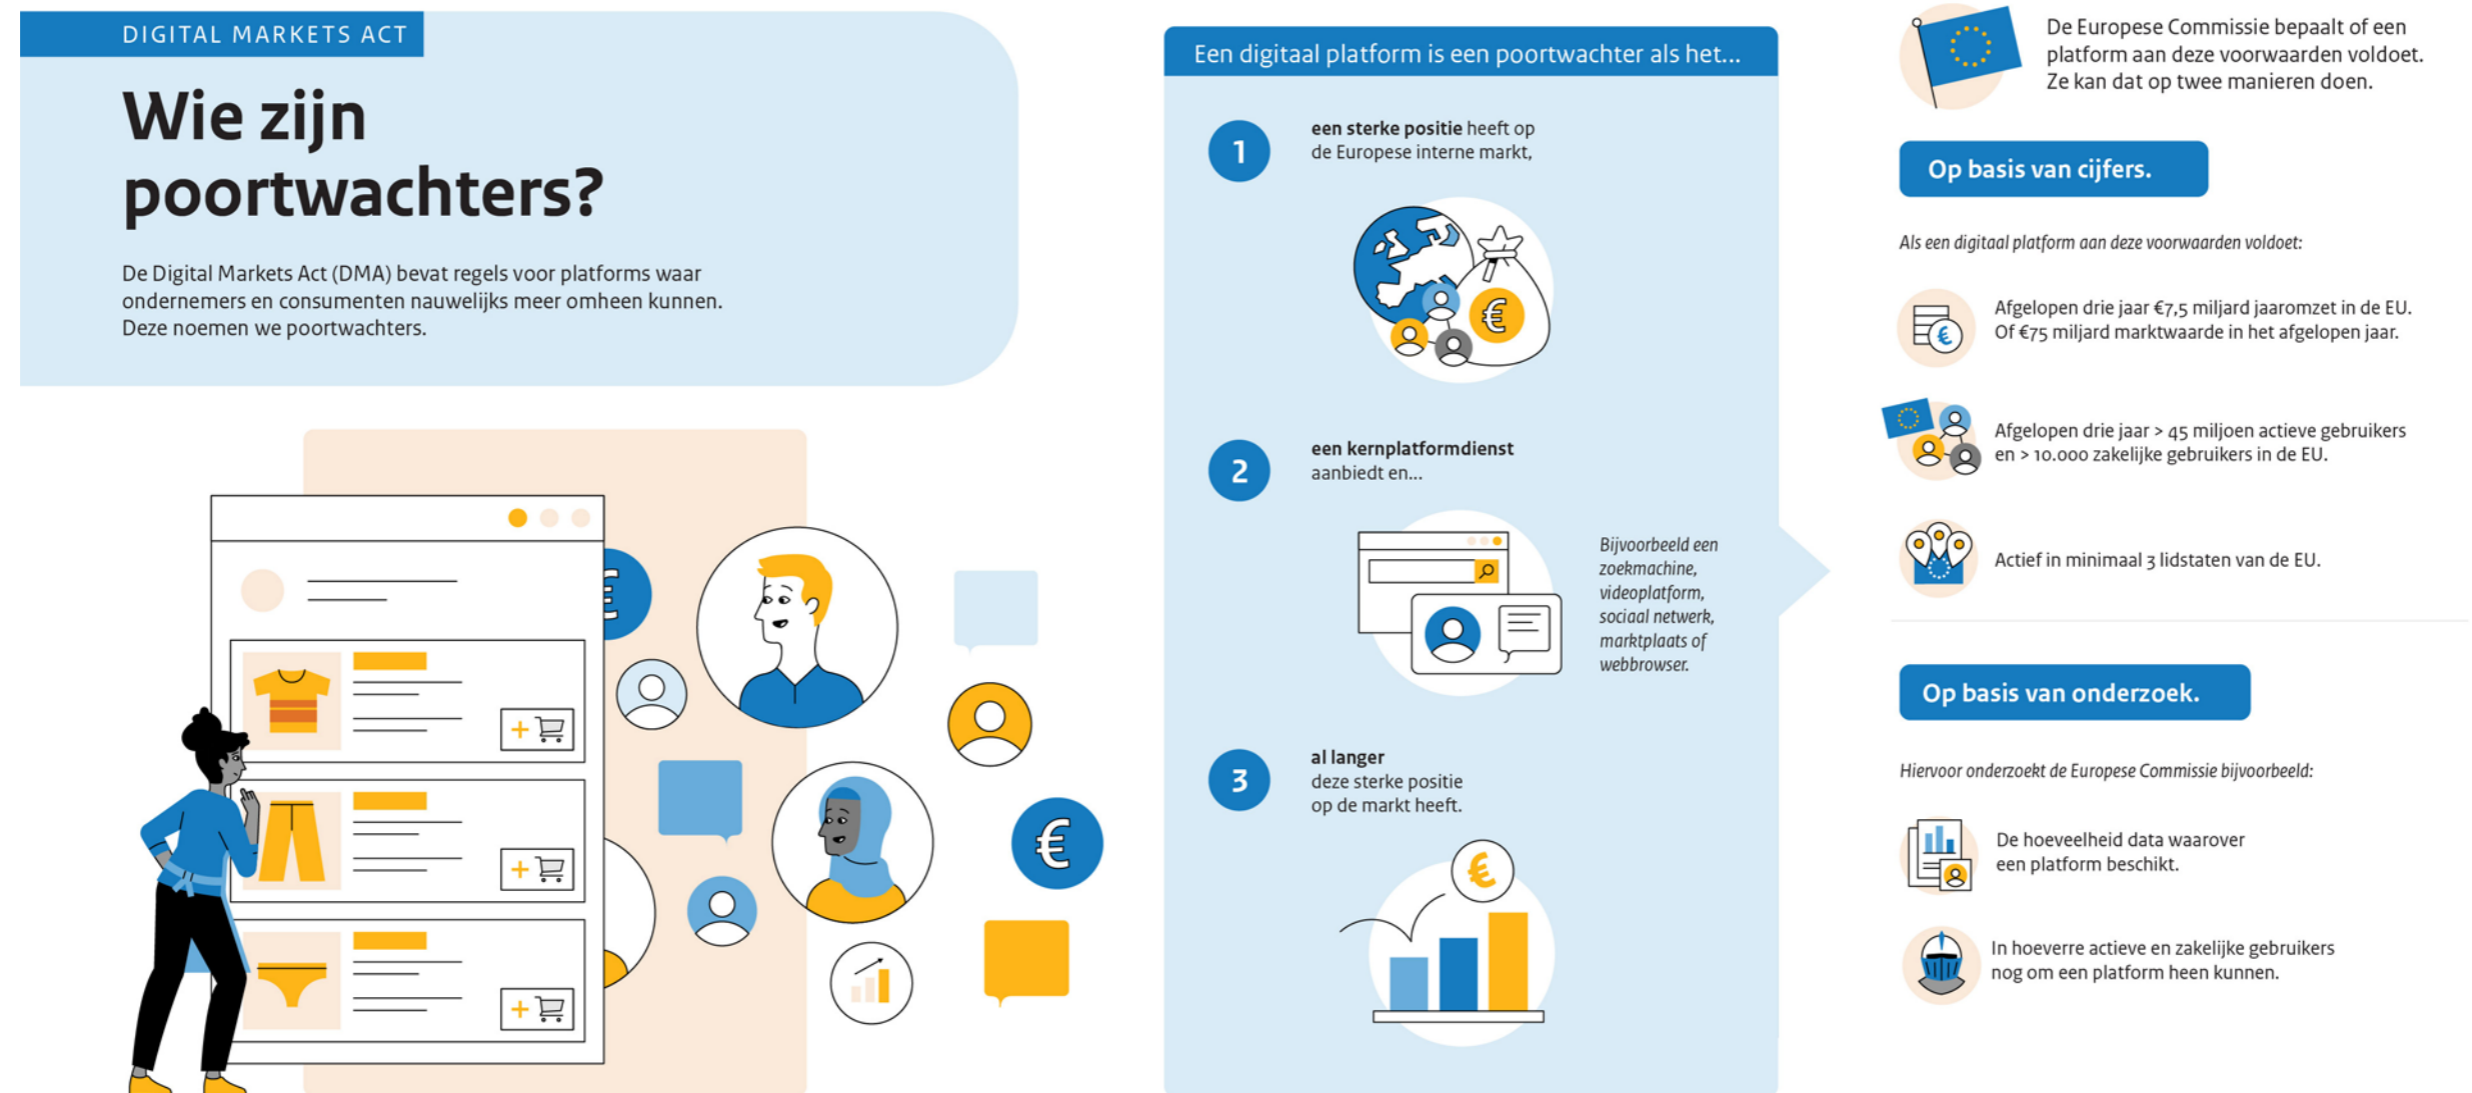 DIGITAL MARKETS ACT
Wie zijn
poortwachters?
De Digital Markets Act (DMA) bevat regels voor platforms waar
ondernemers en consumenten nauwelijks meer omheen kunnen.
Deze noemen we poortwachters.
€
€
Een digitaal platform is een poortwachter als het...
1
een sterke positie heeft op
de Europese interne markt,
€
2
een kernplatformdienst
aanbiedt en...
Bijvoorbeeld een
zoekmachine,
videoplatform,
sociaal netwerk,
marktplaats of
webbrowser.
3
al langer
deze sterke positie
op de markt heeft.
€
De Europese Commissie bepaalt of een
platform aan deze voorwaarden voldoet.
Ze kan dat op twee manieren doen.
Op basis van cijfers.
Als een digitaal platform aan deze voorwaarden voldoet:
€
Afgelopen drie jaar €7,5 miljard jaaromzet in de EU.
Of €75 miljard marktwaarde in het afgelopen jaar.
Afgelopen drie jaar > 45 miljoen actieve gebruikers
en > 10.000 zakelijke gebruikers in de EU.
Actief in minimaal 3 lidstaten van de EU.
Op basis van onderzoek.
Hiervoor onderzoekt de Europese Commissie bijvoorbeeld:
De hoeveelheid data waarover
een platform beschikt.
In hoeverre actieve en zakelijke gebruikers
nog om een platform heen kunnen.